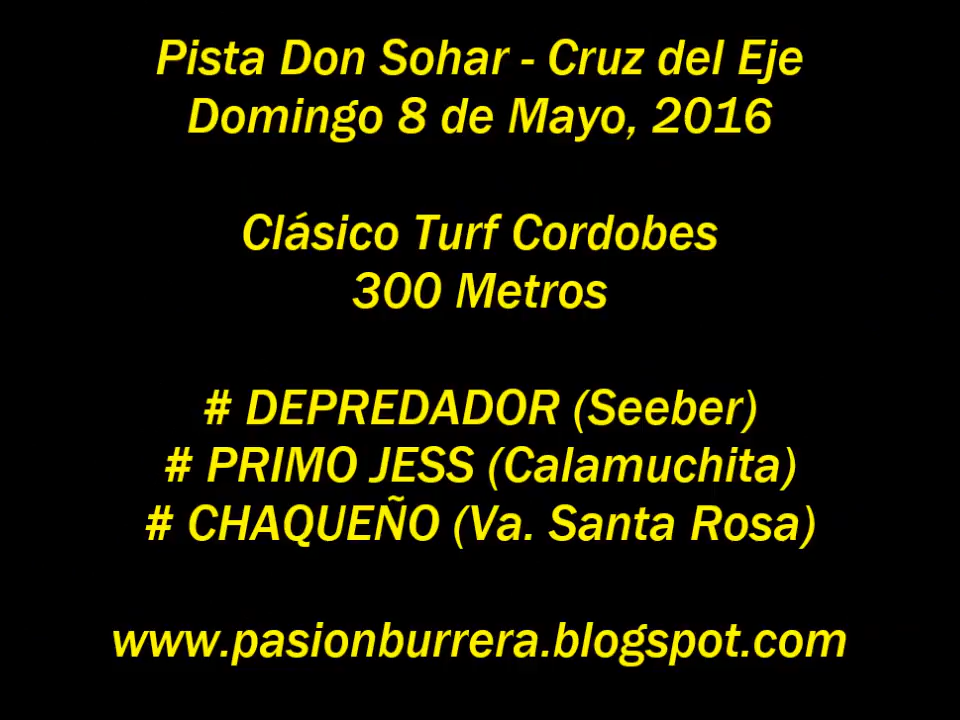 Pista Don Sohar - Cruz del Eje
Domingo 8 de Mayo, 2016
Clásico Turf Cordobes
300 Metros
# DEPREDADOR (Seeber)
# PRIMO JESS (Calamuchita)
# CHAQUEÑO (Va. Santa Rosa)
www.pasionburrera.blogspot.com